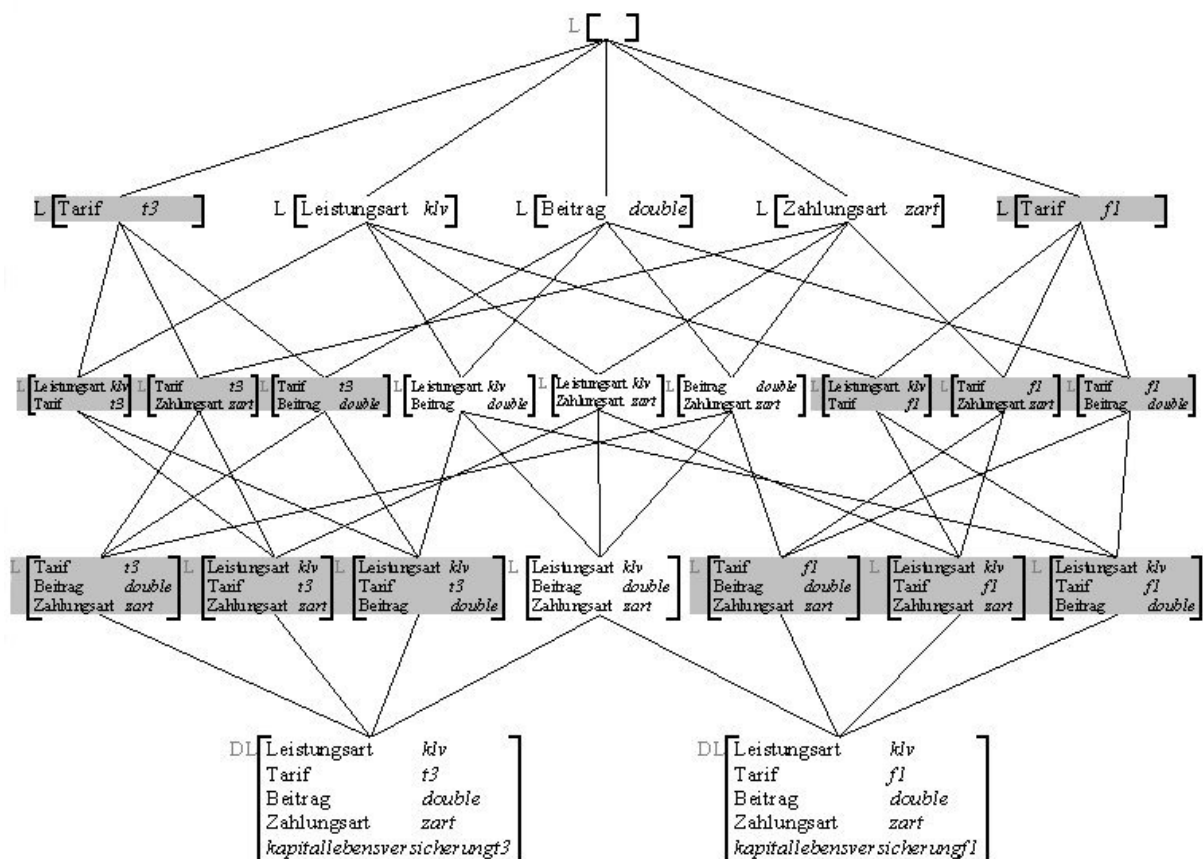 L [ ]
L [Tarif t3]
L [Leistungsart klv]
L [Beitrag double]
L [Zahlungsart zart]
L [Tarif f1]
L [Leistungsart klv
Tarif t3]
L [Tarif t3
Zahlungsart zart]
L [Tarif t3
Beitrag double]
L [Leistungsart klv
Beitrag double]
L [Leistungsart klv
Zahlungsart zart]
[Beitrag double
Zahlungsart zart]
L [Leistungsart klv
Tarif f1]
L [Tarif f1
Zahlungsart zart]
L [Tarif f1
Beitrag double]
L [Tarif t3
Beitrag double
Zahlungsart zart]
L [Leistungsart klv
Tarif t3
Zahlungsart zart]
L [Leistungsart klv
Tarif t3
Beitrag double]
L [Leistungsart klv
Beitrag double
Zahlungsart zart]
L [Tarif f1
Beitrag double
Zahlungsart zart]
L [Leistungsart klv
Tarif f1
Zahlungsart zart]
L [Leistungsart klv
Tarif f1
Beitrag double]
DL [Leistungsart klv
Tarif t3
Beitrag double
Zahlungsart zart
kapitallebensversicherungt3]
DL [Leistungsart klv
Tarif f1
Beitrag double
Zahlungsart zart
kapitallebensversicherungf1]